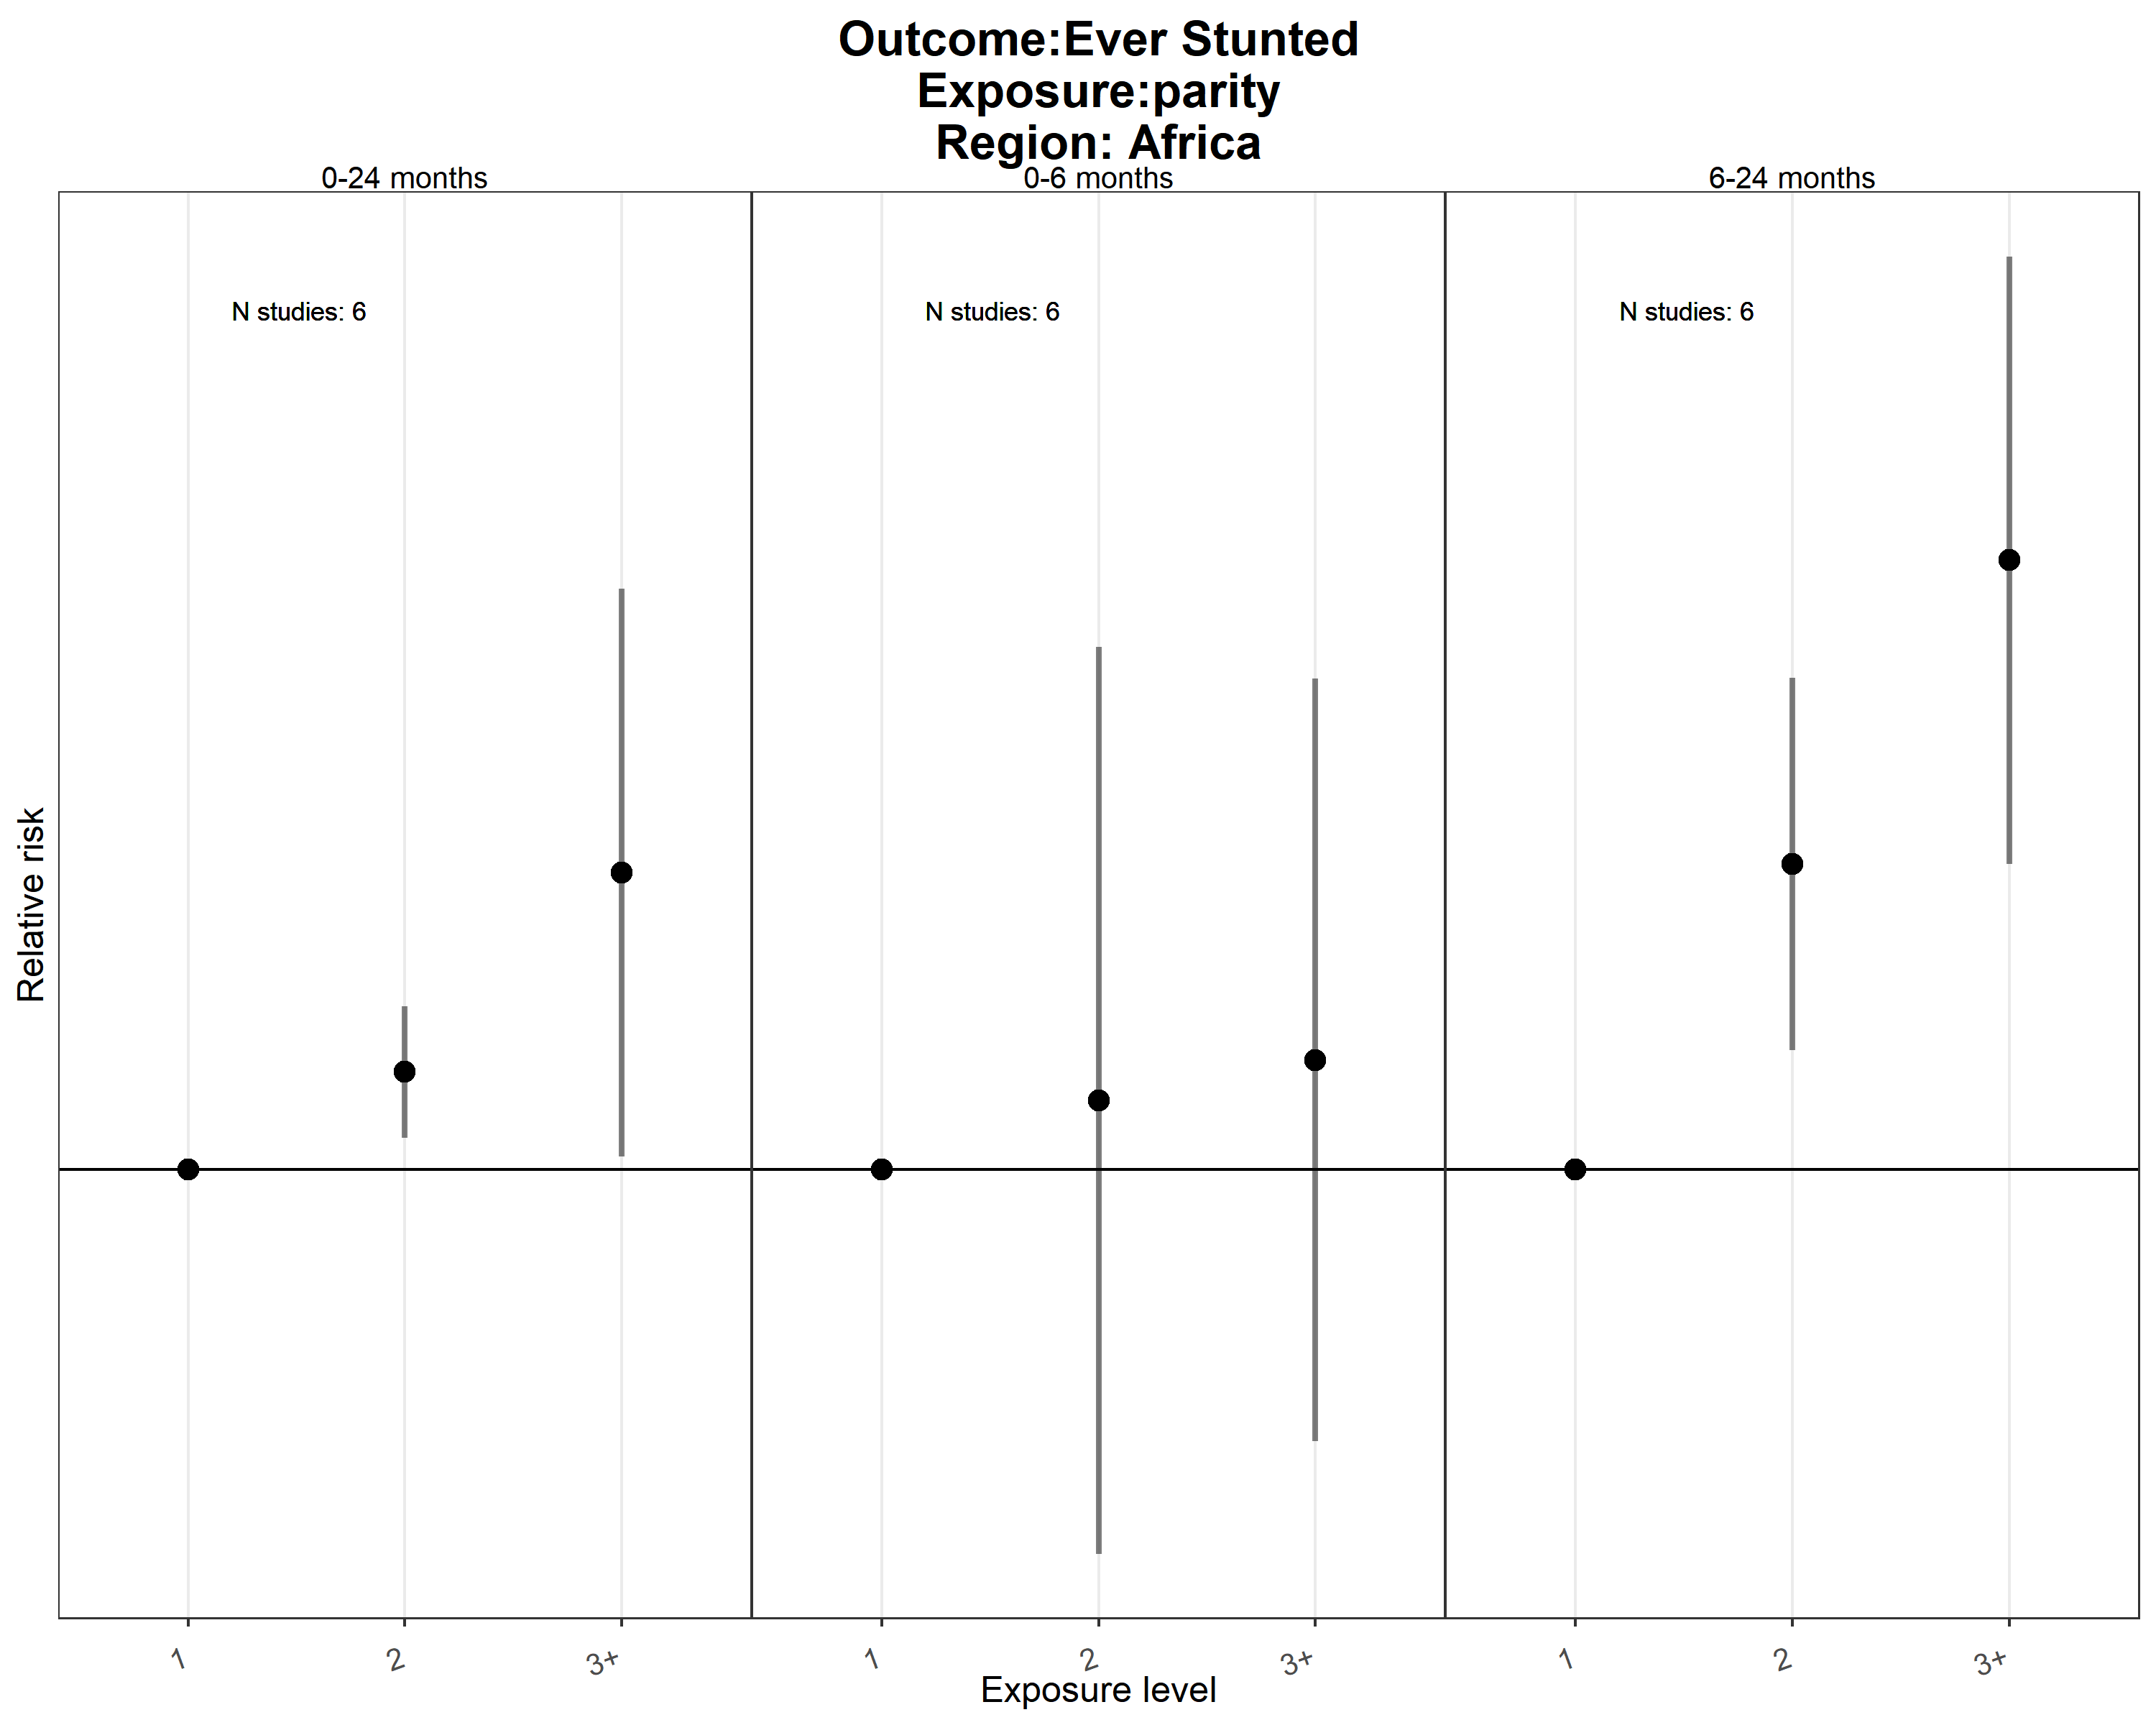 Outcome:Ever Stunted
Exposure:parity
Region: Africa
0-24 months
0-6 months
6-24 months
N studies: 6
N studies: 6
N studies: 6
Relative risk
1
2
3+
1
2
3+
1
2
3+
Exposure level